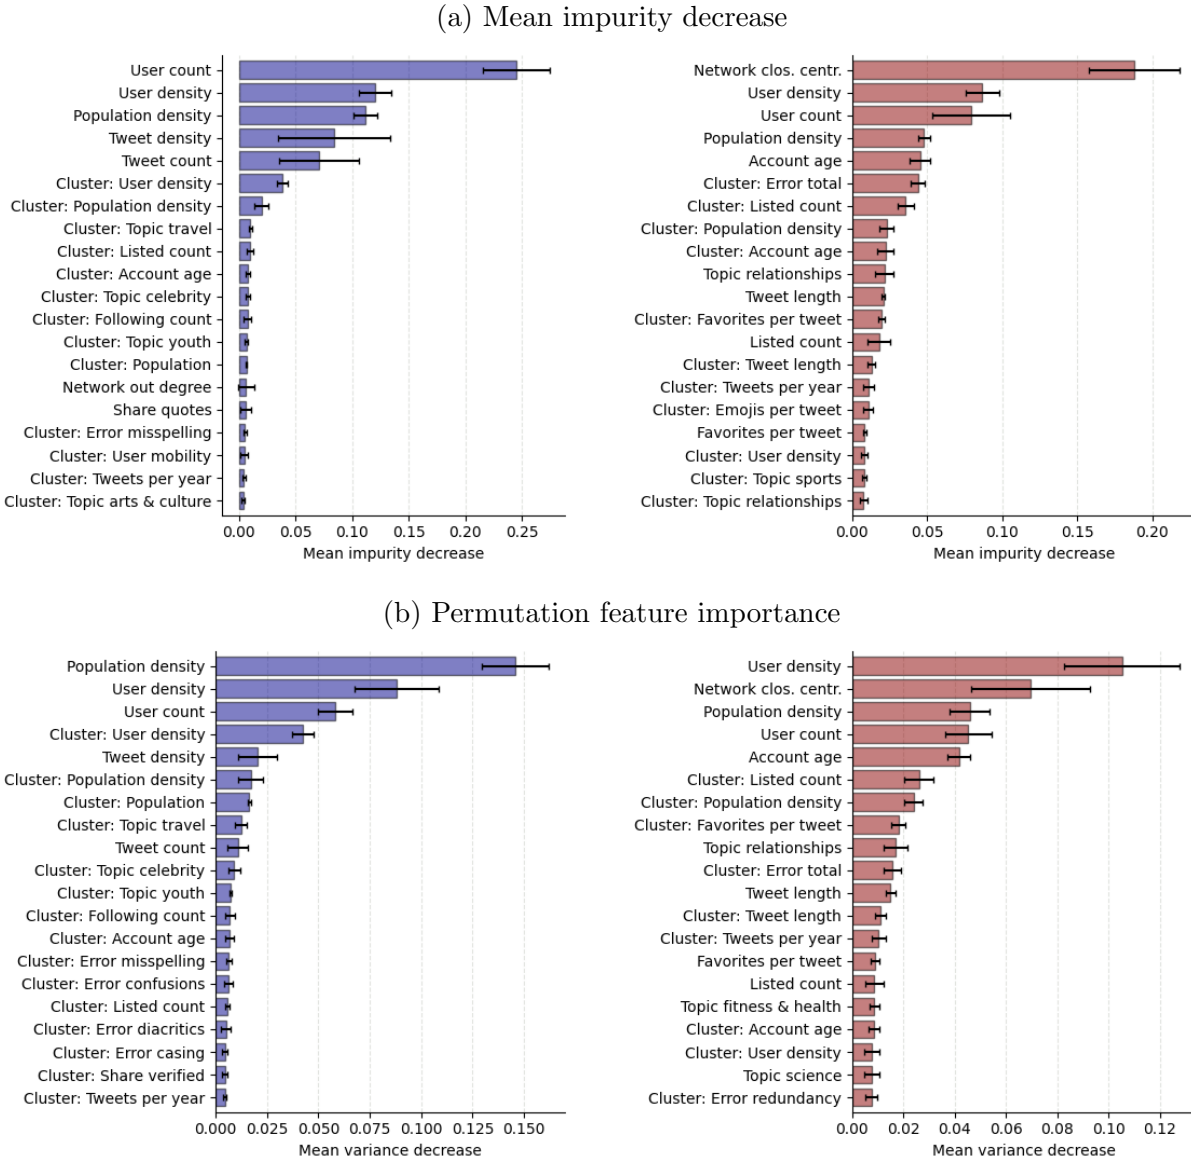 (a) Mean impurity decrease
User count
User density
Population density
Tweet density
Tweet count
Cluster: User density
Cluster: Population density
Cluster: Topic travel
Cluster: Listed count
Cluster: Account age
Cluster: Topic celebrity
Cluster: Following count
Cluster: Topic youth
Cluster: Population
Network out degree
Share quotes
Cluster: Error misspelling
Cluster: User mobility
Cluster: Tweets per year
Cluster: Topic arts & culture
0.00 0.05 0.10 0.15 0.20 0.25
Mean impurity decrease
Network clos. centr.
User density
User count
Population density
Account age
Cluster: Error total
Cluster: Listed count
Cluster: Population density
Cluster: Account age
Topic relationships
Tweet length
Cluster: Favorites per tweet
Listed count
Cluster: Tweet length
Cluster: Tweets per year
Cluster: Emojis per tweet
Favorites per tweet
Cluster: User density
Cluster: Topic sports
Cluster: Topic relationships
0.00 0.05 0.10 0.15 0.20
Mean impurity decrease
(b) Permutation feature importance
Population density
User density
User count
Cluster: User density
Tweet density
Cluster: Population density
Cluster: Population
Cluster: Topic travel
Tweet count
Cluster: Topic celebrity
Cluster: Topic youth
Cluster: Following count
Cluster: Account age
Cluster: Error misspelling
Cluster: Error confusions
Cluster: Listed count
Cluster: Error diacritics
Cluster: Error casing
Cluster: Share verified
Cluster: Tweets per year
0.000 0.025 0.050 0.075 0.100 0.125 0.150
Mean variance decrease
User density
Network clos. centr.
Population density
User count
Account age
Cluster: Listed count
Cluster: Population density
Cluster: Favorites per tweet
Topic relationships
Cluster: Error total
Tweet length
Cluster: Tweet length
Cluster: Tweets per year
Favorites per tweet
Listed count
Topic fitness & health
Cluster: Account age
Cluster: User density
Topic science
Cluster: Error redundancy
0.00 0.02 0.04 0.06 0.08 0.10 0.12
Mean variance decrease